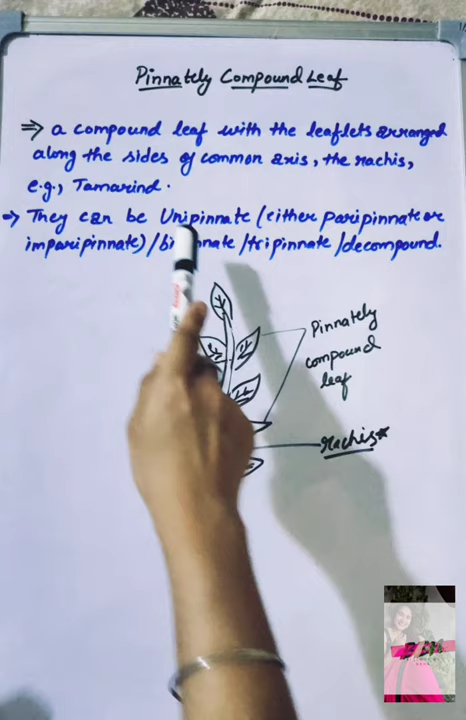 Pinnately Compound Leaf
⇒ a compound leaf with the leaflets arranged
along the sides of common axis, the rachis,
e.g., Tamarind.
⇒ They can be Unipinnate (either paripinnate or
imparipinnate)/ /tripinnate /decompound.
Pinnately
compound
leaf
rachis*